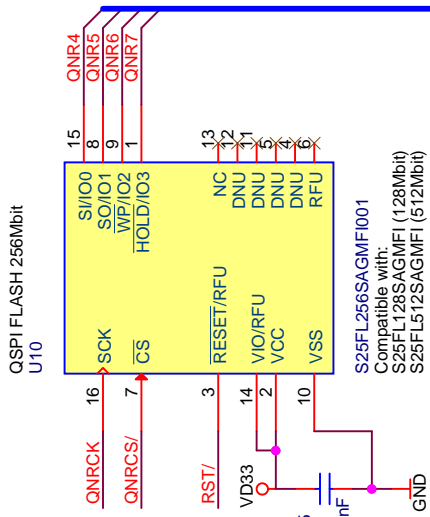 QSPI FLASH 256Mbit
U10
QNR4
QNR5
QNR6
QNR7
15
8
9
1
13
12
11
5
4
6
SI/IO0
SO/IO1
WP/IO2
HOLD/IO3
NC
DNU
DNU
DNU
DNU
RFU
SCK
CS
RESET/RFU
VIO/RFU
VCC
VSS
16
7
3
14
2
10
QNRCK
QNRCS/
RST/
VD33
nF
GND
S25FL256SAGMFI001
Compatible with:
S25FL128SAGMFI (128Mbit)
S25FL512SAGMFI (512Mbit)